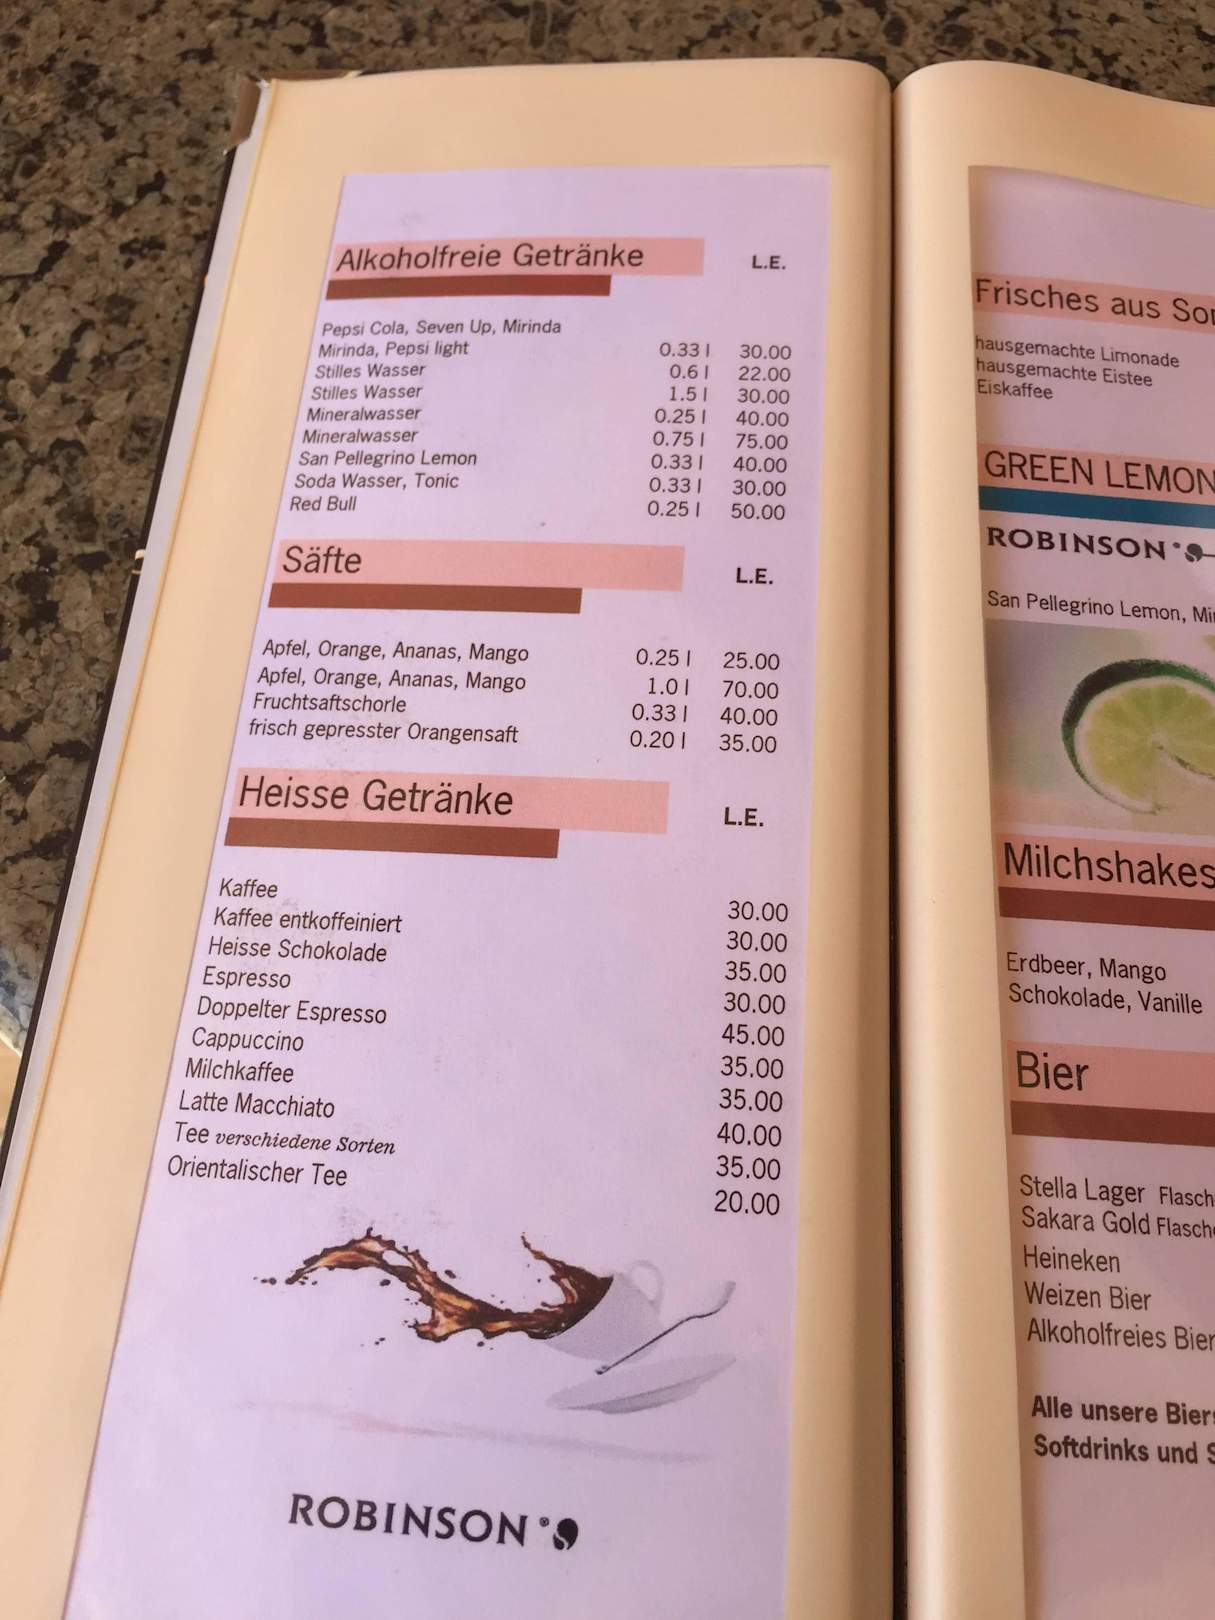 Alkoholfreie Getränke L.E.
Pepsi Cola, Seven Up, Mirinda
Mirinda, Pepsi light 0.33 l 30.00
Stilles Wasser 0.6 l 22.00
Stilles Wasser 1.5 l 30.00
Mineralwasser 0.25 l 40.00
Mineralwasser 0.75 l 75.00
San Pellegrino Lemon 0.33 l 40.00
Soda Wasser, Tonic 0.33 l 30.00
Red Bull 0.25 l 50.00
Säfte L.E.
Apfel, Orange, Ananas, Mango 0.25 l 25.00
Apfel, Orange, Ananas, Mango 1.0 l 70.00
Fruchtsaftschorle 0.33 l 40.00
frisch gepresster Orangensaft 0.20 l 35.00
Heisse Getränke L.E.
Kaffee 30.00
Kaffee entkoffeiniert 30.00
Heisse Schokolade 35.00
Espresso 30.00
Doppelter Espresso 45.00
Cappuccino 35.00
Milchkaffee 35.00
Latte Macchiato 40.00
Tee verschiedene Sorten 35.00
Orientalischer Tee 20.00
ROBINSON ®
Frisches aus
hausgemachte Limonade
hausgemachte Eistee
Eiskaffee
GREEN LEMON
ROBINSON
San Pellegrino Lemon,
Milchshakes
Erdbeer, Mango
Schokolade, Vanille
Bier
Stella Lager Flasch
Sakara Gold Flasch
Heineken
Weizen Bier
Alkoholfreies Bier
Alle unsere Bier
Softdrinks und